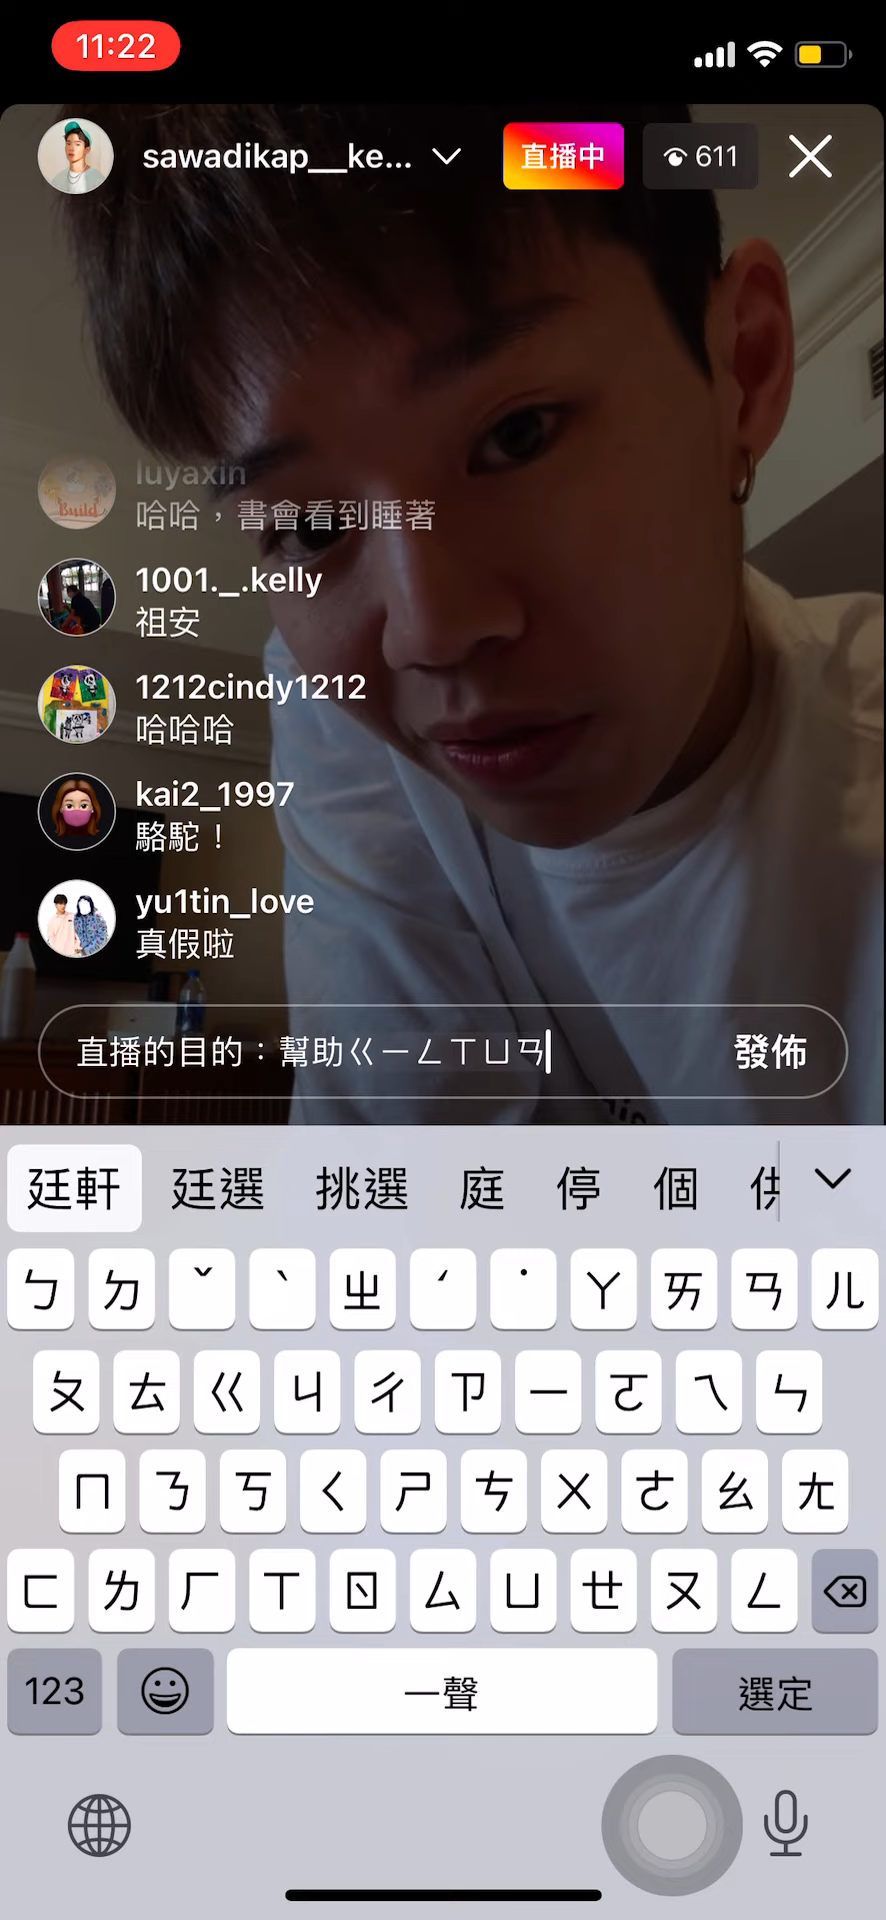 11:22
sawadikap__ke...
直播中
611
Build
luyaxin
哈哈，書會看到睡著
1001._.kelly
祖安
1212cindy1212
哈哈哈
kai2_1997
駱駝！
yu1tin_love
真假啦
直播的目的：幫助ㄍㄧㄥㄒㄩㄢ
發佈
廷軒 廷選 挑選 庭 停 個 供
ㄅ ㄉ ˇ ˋ ㄓ ˊ ˙ ㄚ ㄞ ㄢ ㄦ
ㄆ ㄊ ㄍ ㄐ ㄔ ㄗ ㄧ ㄛ ㄟ ㄣ
ㄇ ㄋ ㄎ ㄑ ㄕ ㄘ ㄨ ㄜ ㄠ ㄤ
ㄈ ㄌ ㄏ ㄒ ㄖ ㄙ ㄩ ㄝ ㄡ ㄥ
123 一聲 選定